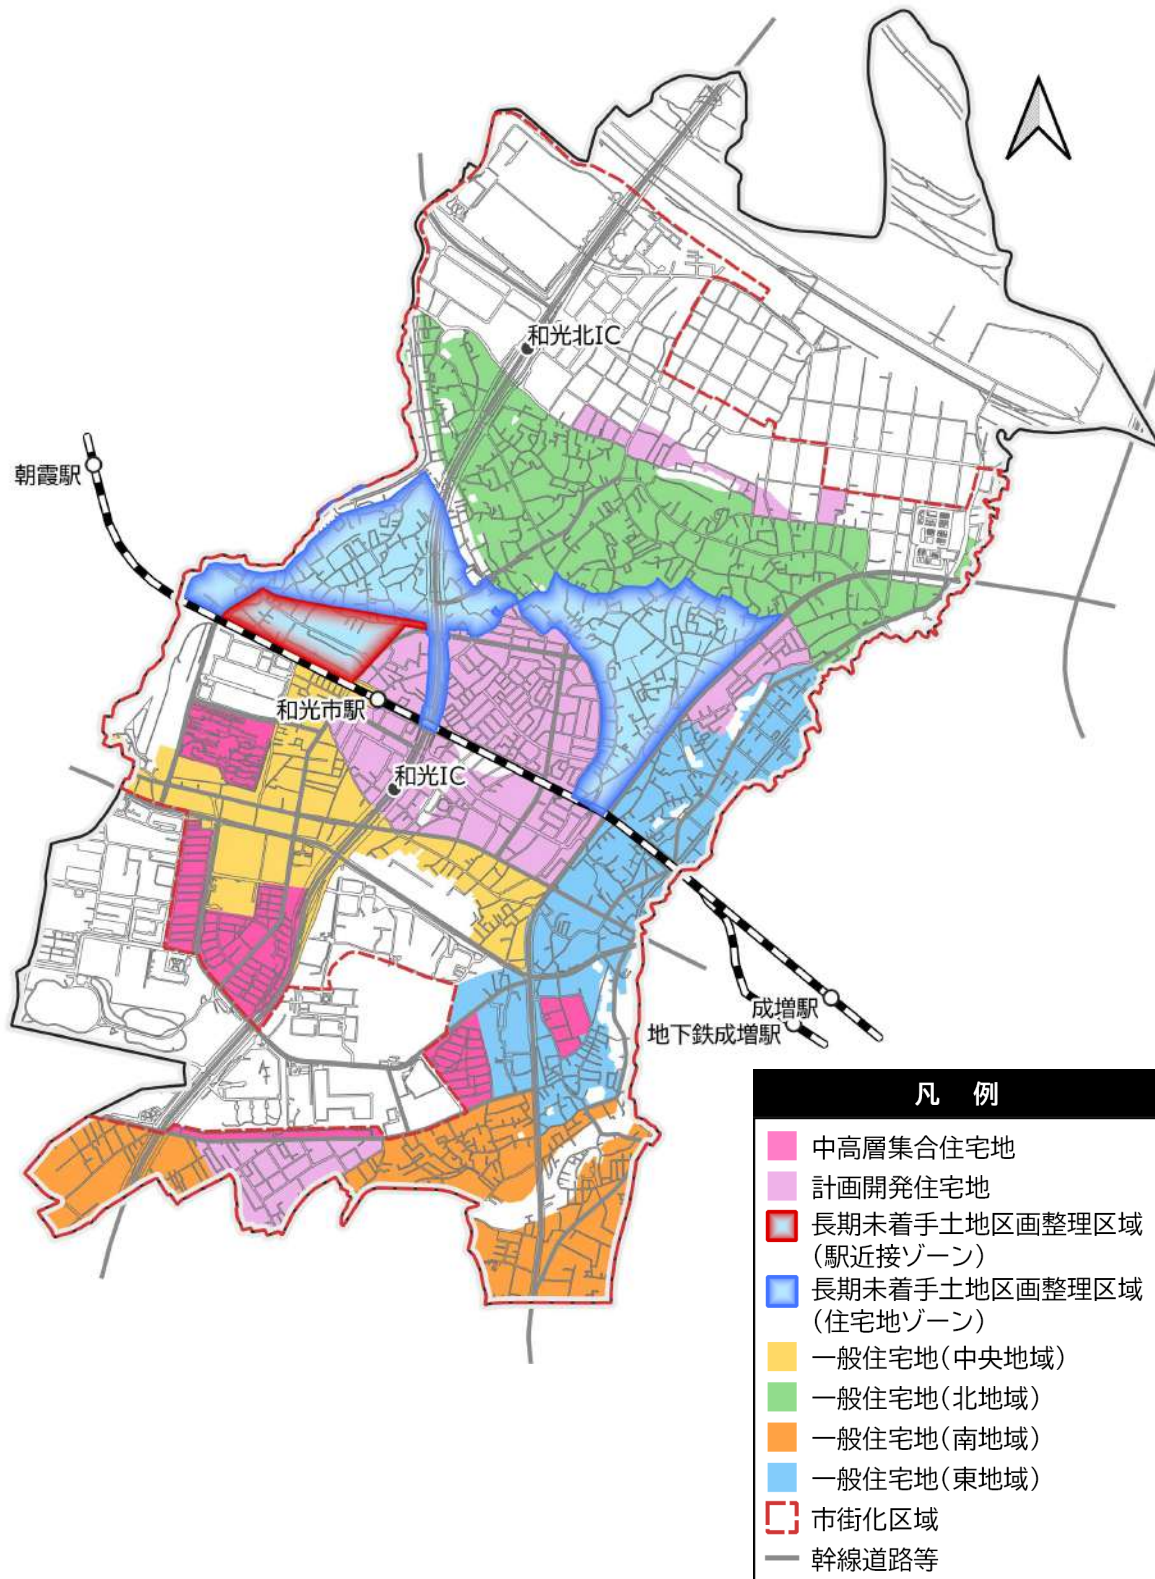 和光北IC
朝霞駅
和光市駅
和光IC
成増駅
地下鉄成増駅
凡 例
中高層集合住宅地
計画開発住宅地
長期未着手土地区画整理区域
(駅近接ゾーン)
長期未着手土地区画整理区域
(住宅地ゾーン)
一般住宅地(中央地域)
一般住宅地(北地域)
一般住宅地(南地域)
一般住宅地(東地域)
市街化区域
幹線道路等